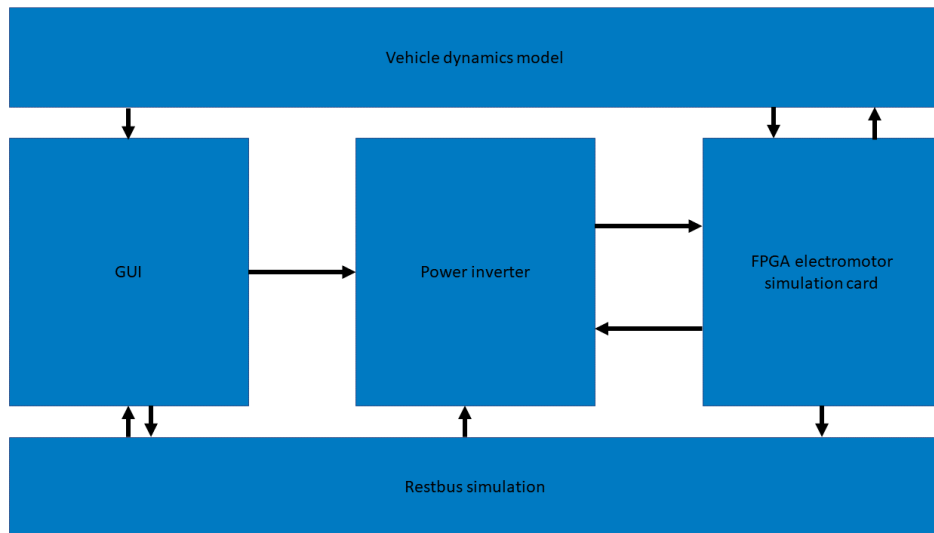 Vehicle dynamics model
GUI
Power inverter
FPGA electromotor
simulation card
Restbus simulation